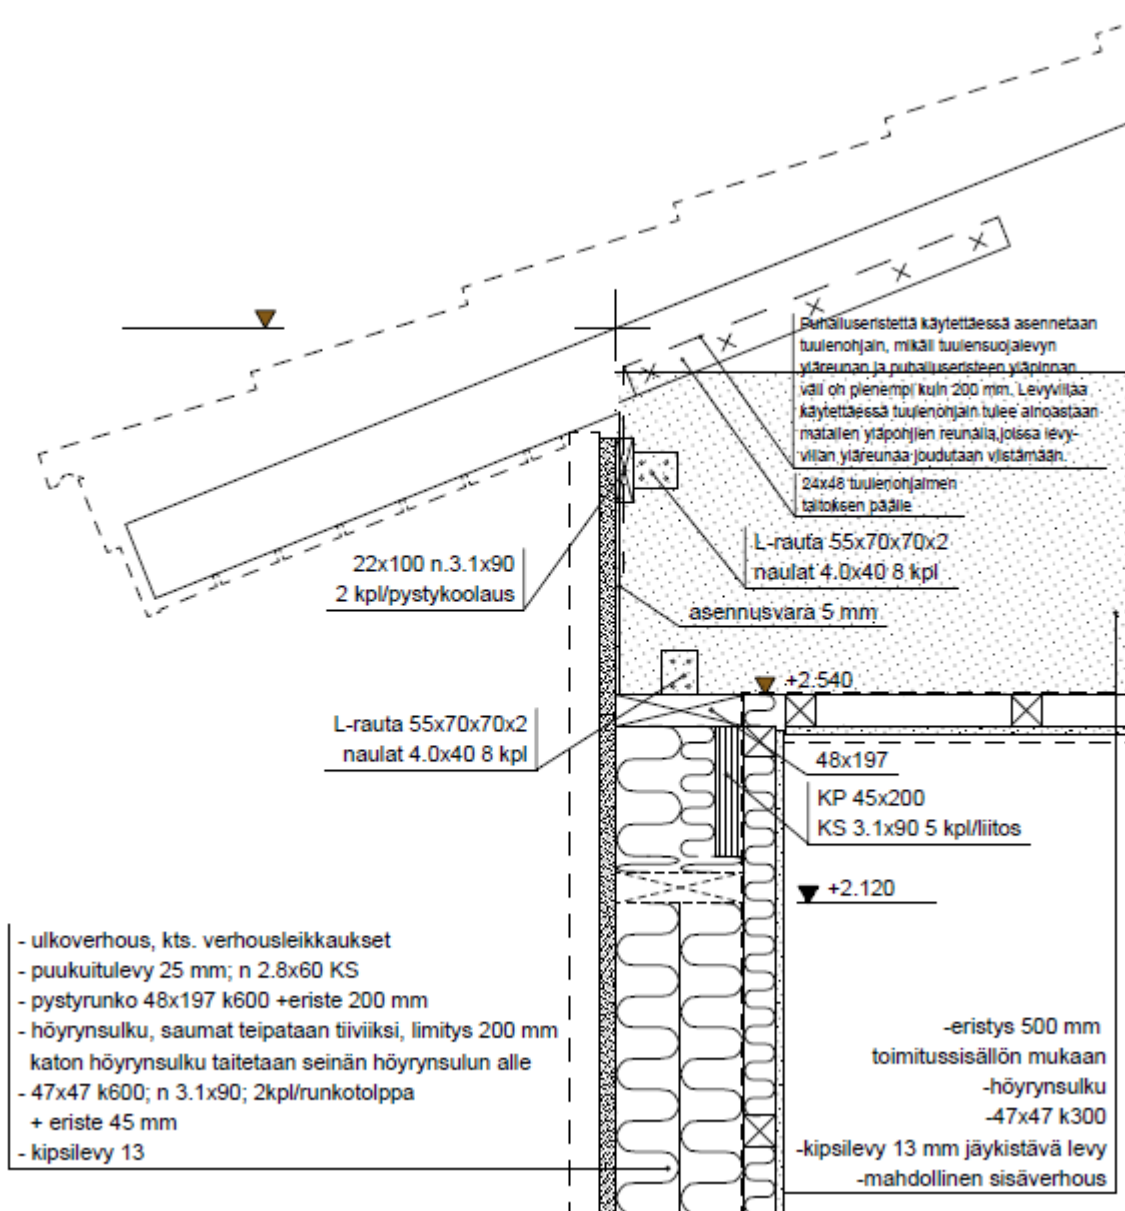 Puhalluseristettä käytettäessä asennetaan
tuulenohjain, mikäli tuulensuojalevyn
yläreunan ja puhalluseristeen yläpinnan
väli on pienempi kuin 200 mm. Levyvillaa
käytettäessä tuulenohjain tulee ainoastaan
matalien yläpohjien reunalla, joissa levy-
villan yläreunaa joudutaan viistämään.
24x48 tuulenohjaimen
taitoksen päälle
L-rauta 55x70x70x2
naulat 4.0x40 8 kpl
22x100 n.3.1x90
2 kpl/pystykoolaus
asennusvara 5 mm
+2.540
L-rauta 55x70x70x2
naulat 4.0x40 8 kpl
48x197
KP 45x200
KS 3.1x90 5 kpl/liitos
+2.120
- ulkoverhous, kts. verhousleikkaukset
- puukuitulevy 25 mm; n 2.8x60 KS
- pystyrunko 48x197 k600 +eriste 200 mm
- höyrynsulku, saumat teipataan tiiviiksi, limitys 200 mm
katon höyrynsulku taitetaan seinän höyrynsulun alle
- 47x47 k600; n 3.1x90; 2kpl/runkotolppa
+ eriste 45 mm
- kipsilevy 13
-eristys 500 mm
toimitussisällön mukaan
-höyrynsulku
-47x47 k300
-kipsilevy 13 mm jäykistävä levy
-mahdollinen sisäverhous